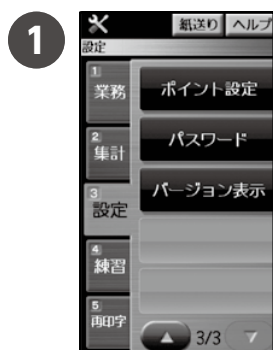 1
紙送り ヘルプ
設定
1 業務
ポイント設定
2 集計
パスワード
3 設定
バージョン表示
4 練習
5 再印字
3/3